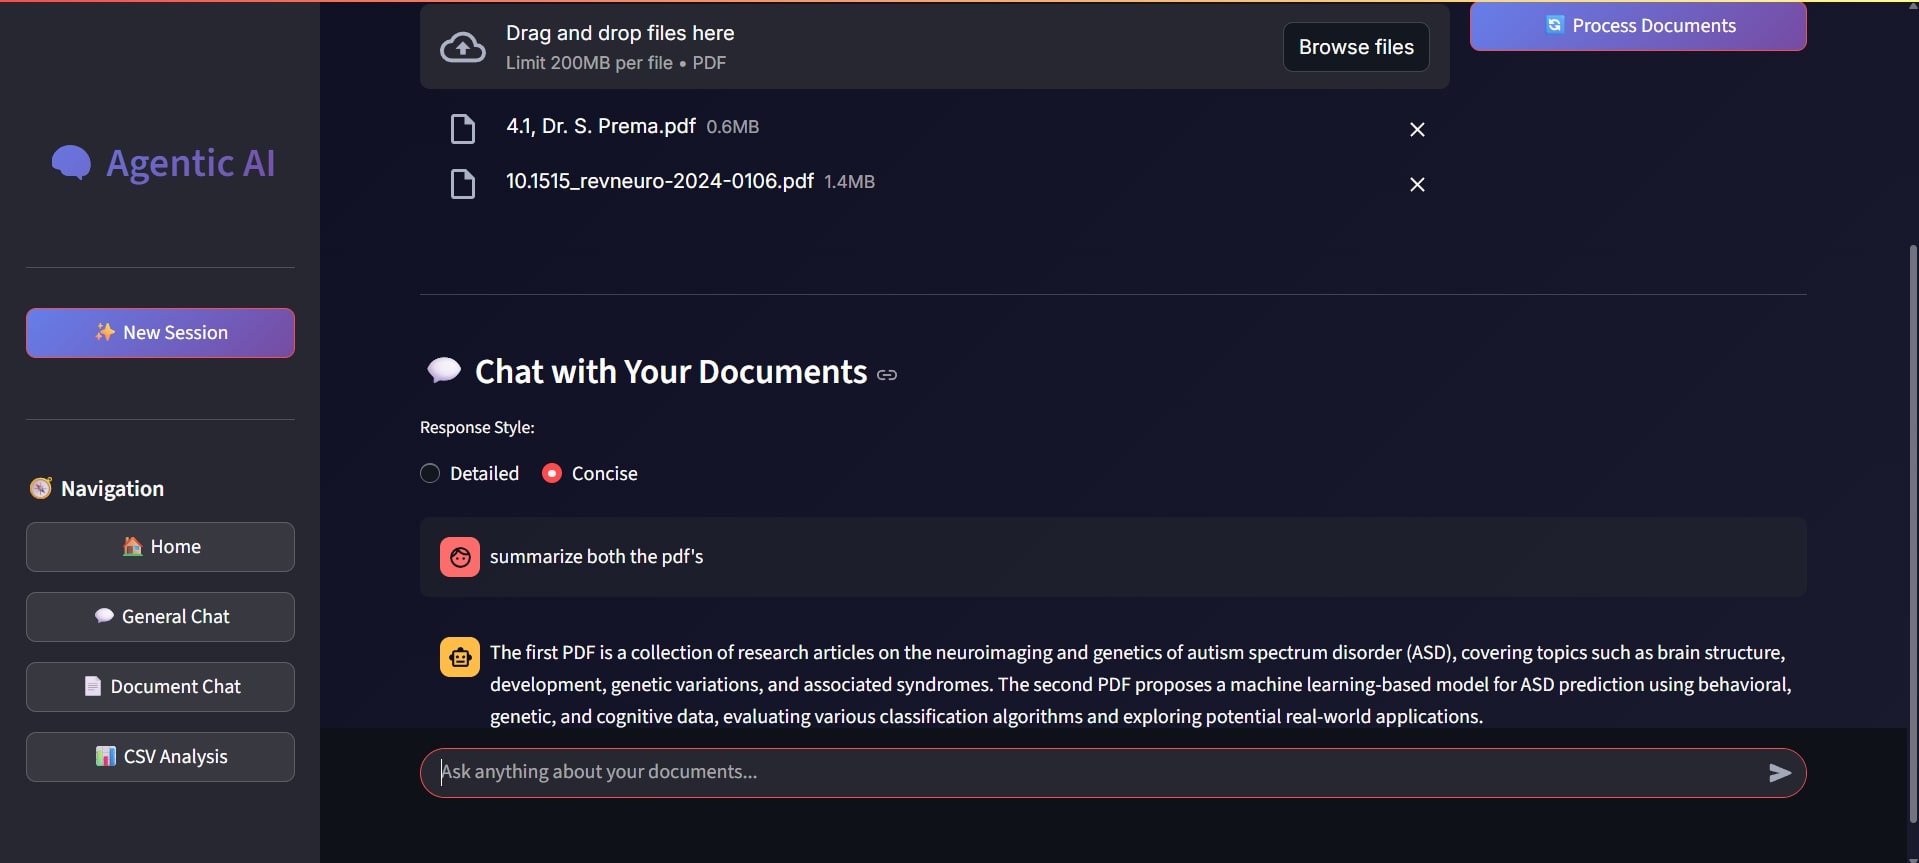 Agentic AI
✨ New Session
Navigation
Home
General Chat
Document Chat
CSV Analysis
Drag and drop files here
Limit 200MB per file • PDF
Browse files
Process Documents
4.1, Dr. S. Prema.pdf 0.6MB
10.1515_revneuro-2024-0106.pdf 1.4MB
Chat with Your Documents
Response Style:
Detailed Concise
summarize both the pdf's
The first PDF is a collection of research articles on the neuroimaging and genetics of autism spectrum disorder (ASD), covering topics such as brain structure,
development, genetic variations, and associated syndromes. The second PDF proposes a machine learning-based model for ASD prediction using behavioral,
genetic, and cognitive data, evaluating various classification algorithms and exploring potential real-world applications.
Ask anything about your documents...